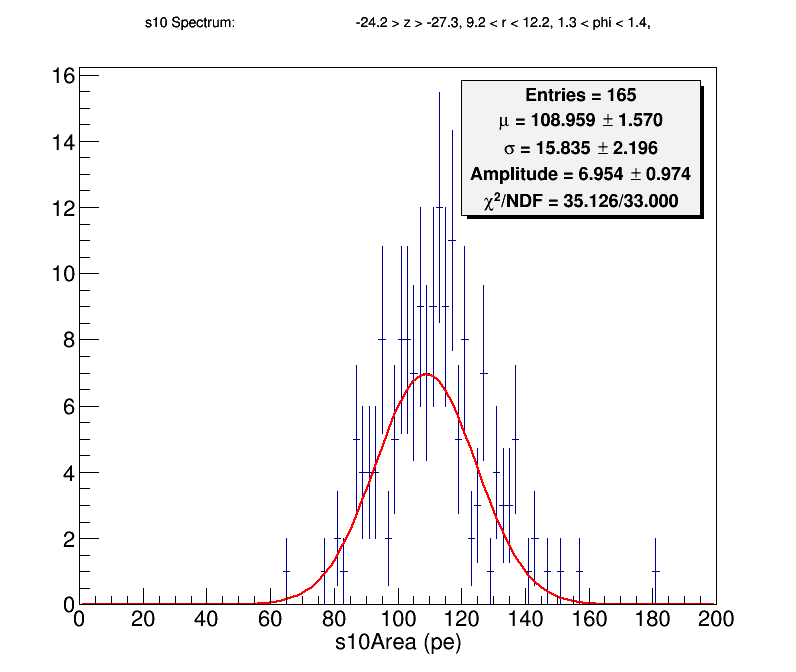 s10 Spectrum: -24.2 > z > -27.3, 9.2 < r < 12.2, 1.3 < phi < 1.4,
Entries = 165
μ = 108.959 ± 1.570
σ = 15.835 ± 2.196
Amplitude = 6.954 ± 0.974
χ²/NDF = 35.126/33.000
16
14
12
10
8
6
4
2
0
0 20 40 60 80 100 120 140 160 180 200
s10Area (pe)